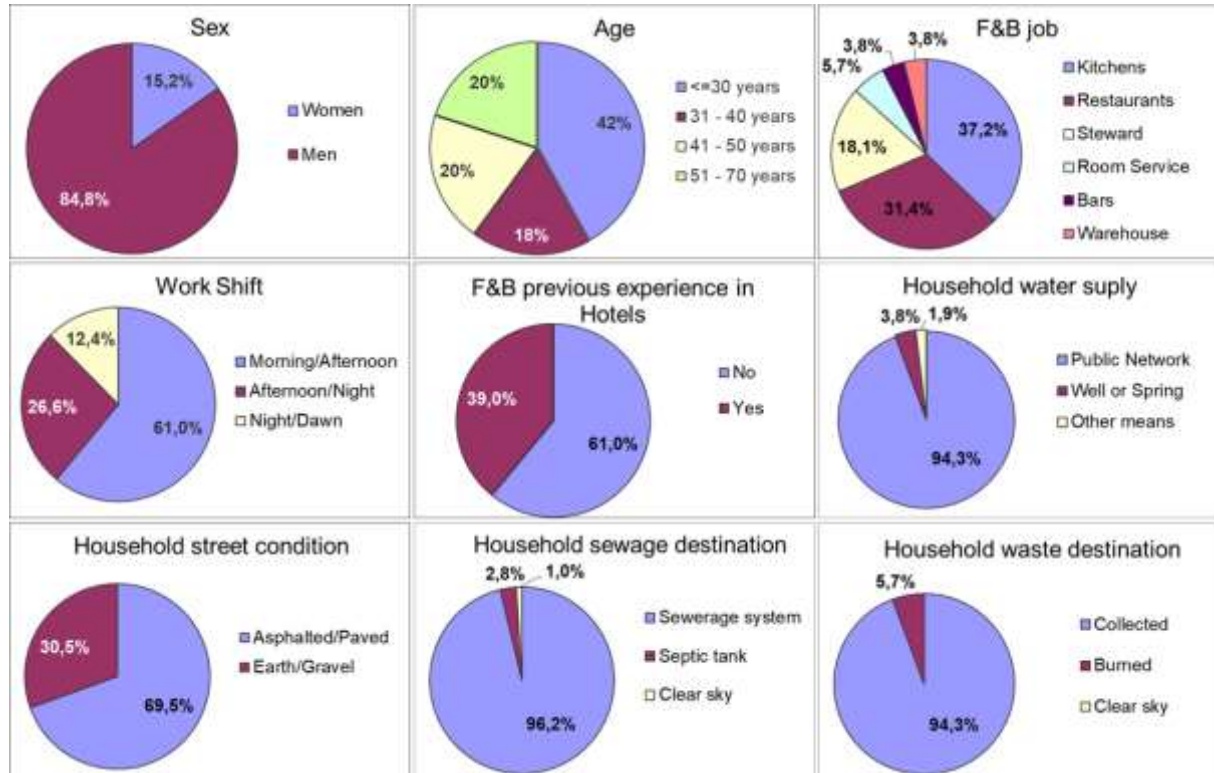 Sex
15,2%
84,8%
Women
Men
Age
20%
42%
20%
18%
<=30 years
31 - 40 years
41 - 50 years
51 - 70 years
F&B job
3,8%
3,8%
5,7%
37,2%
18,1%
31,4%
Kitchens
Restaurants
Steward
Room Service
Bars
Warehouse
Work Shift
12,4%
26,6%
61,0%
Morning/Afternoon
Afternoon/Night
Night/Dawn
F&B previous experience in
Hotels
39,0%
61,0%
No
Yes
Household water suply
3,8%
1,9%
94,3%
Public Network
Well or Spring
Other means
Household street condition
30,5%
69,5%
Asphalted/Paved
Earth/Gravel
Household sewage destination
2,8%
1,0%
96,2%
Sewerage system
Septic tank
Clear sky
Household waste destination
5,7%
94,3%
Collected
Burned
Clear sky